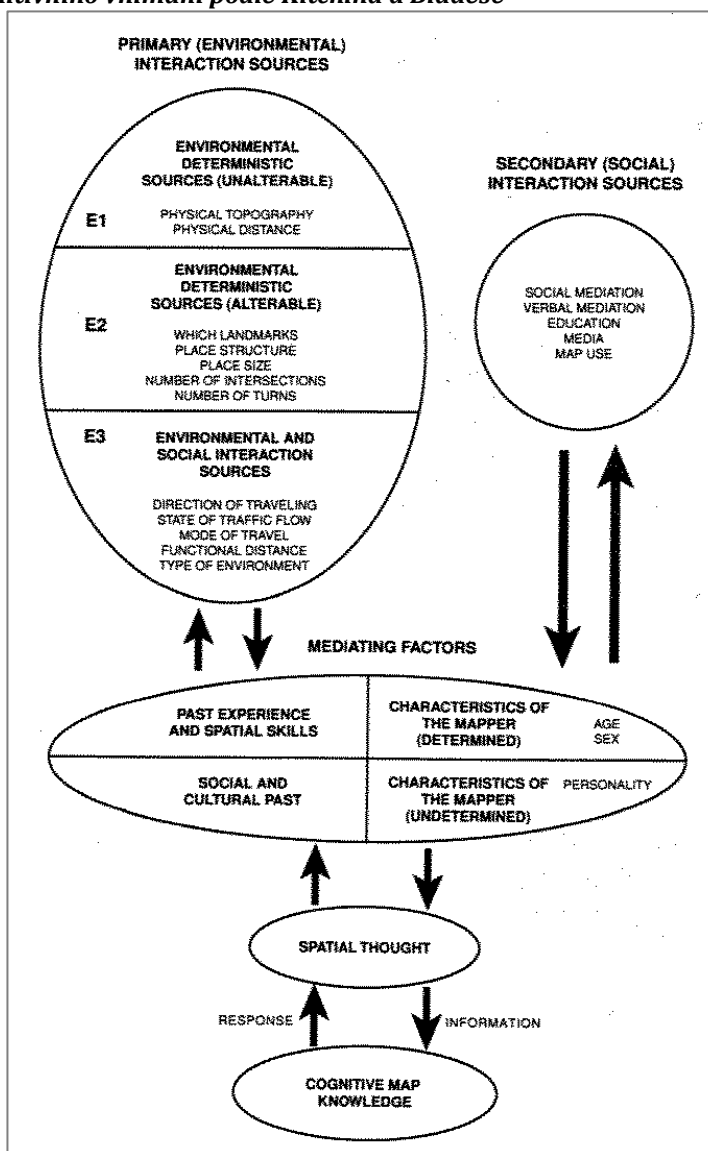 podle Kitchina a Bladese
PRIMARY (ENVIRONMENTAL)
INTERACTION SOURCES
ENVIRONMENTAL
DETERMINISTIC
SOURCES (UNALTERABLE)
E1
PHYSICAL TOPOGRAPHY
PHYSICAL DISTANCE
ENVIRONMENTAL
DETERMINISTIC
SOURCES (ALTERABLE)
E2
WHICH LANDMARKS
PLACE STRUCTURE
PLACE SIZE
NUMBER OF INTERSECTIONS
NUMBER OF TURNS
E3
ENVIRONMENTAL AND
SOCIAL INTERACTION
SOURCES
DIRECTION OF TRAVELING
STATE OF TRAFFIC FLOW
MODE OF TRAVEL
FUNCTIONAL DISTANCE
TYPE OF ENVIRONMENT
SECONDARY (SOCIAL)
INTERACTION SOURCES
SOCIAL MEDIATION
VERBAL MEDIATION
EDUCATION
MEDIA
MAP USE
MEDIATING FACTORS
PAST EXPERIENCE
AND SPATIAL SKILLS
CHARACTERISTICS OF
THE MAPPER
(DETERMINED)
AGE
SEX
SOCIAL AND
CULTURAL PAST
CHARACTERISTICS OF
THE MAPPER
(UNDETERMINED)
PERSONALITY
SPATIAL THOUGHT
RESPONSE
INFORMATION
COGNITIVE MAP
KNOWLEDGE